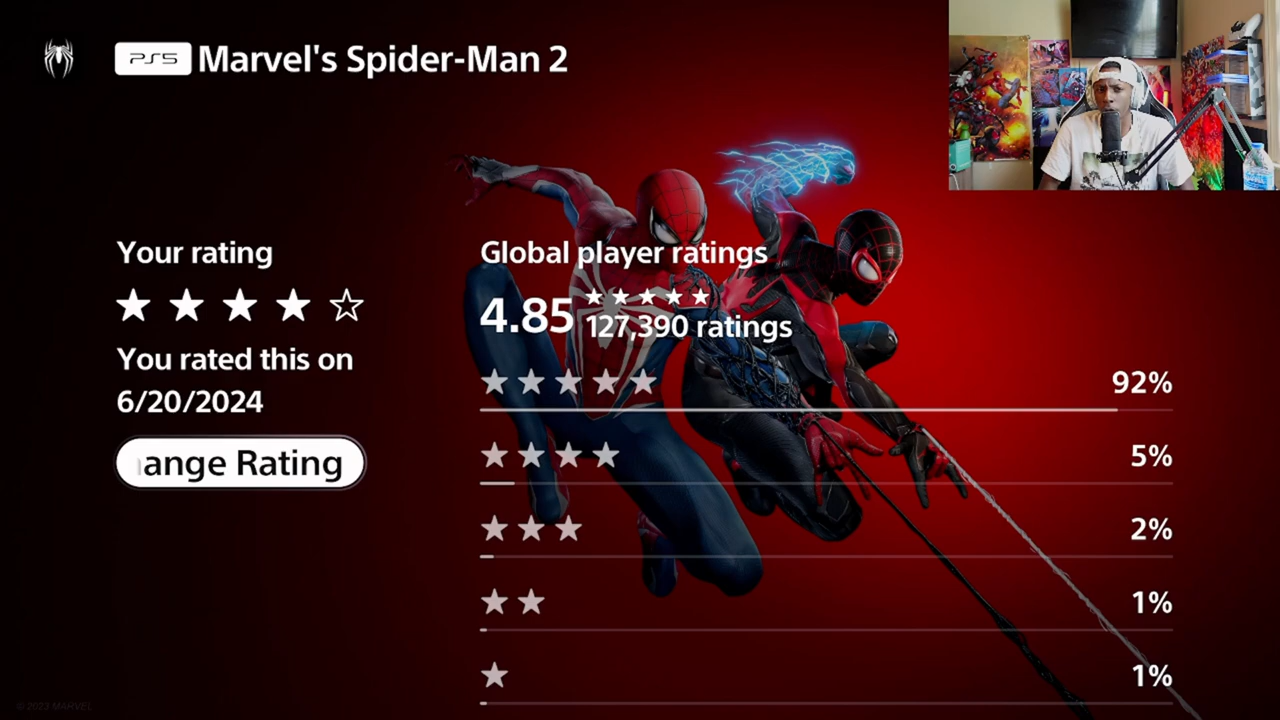 PS5 Marvel's Spider-Man 2
Your rating
You rated this on
6/20/2024
ange Rating
Global player ratings
4.85
127,390 ratings
92%
5%
2%
1%
1%
© 2023 MARVEL